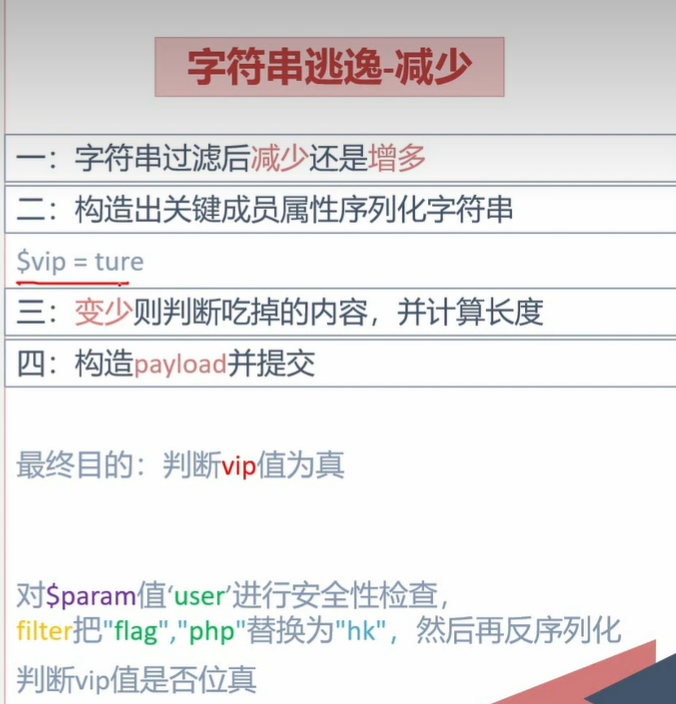 字符串逃逸-减少
一：字符串过滤后减少还是增多
二：构造出关键成员属性序列化字符串
$vip = ture
三：变少则判断吃掉的内容，并计算长度
四：构造payload并提交
最终目的：判断vip值为真
对$param值‘user’进行安全性检查，
filter把"flag","php"替换为"hk"，然后再反序列化
判断vip值是否位真